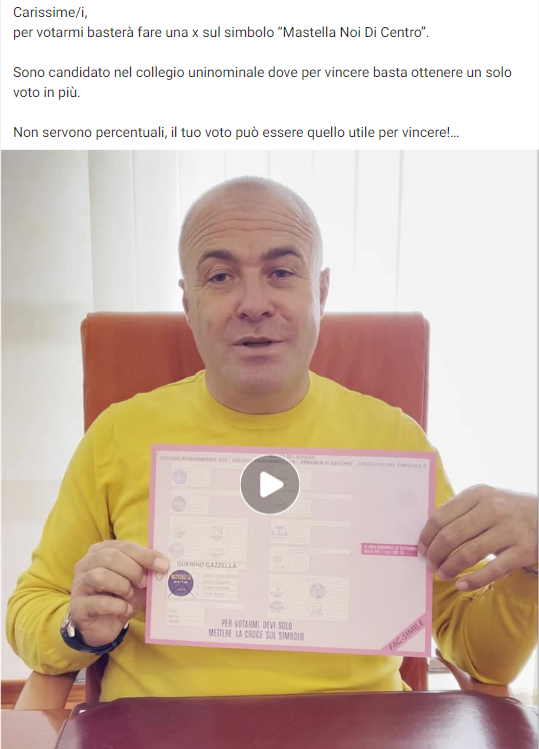 Carissime/i,
per votarmi basterà fare una x sul simbolo “Mastella Noi Di Centro”.
Sono candidato nel collegio uninominale dove per vincere basta ottenere un solo
voto in più.
Non servono percentuali, il tuo voto può essere quello utile per vincere!...
GUERINO GAZZELLA
MASTELLA
PER VOTARMI DEVI SOLO
METTERE LA CROCE SUL SIMBOLO
FAC-SIMILE